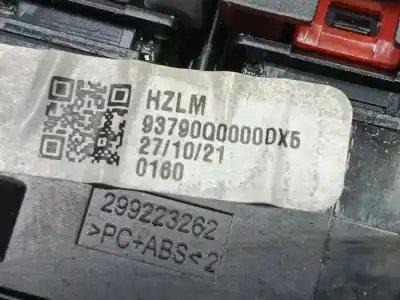 HZLM
93790Q0000DX5
27/10/21
0160
299223262
>PC+ABS<2